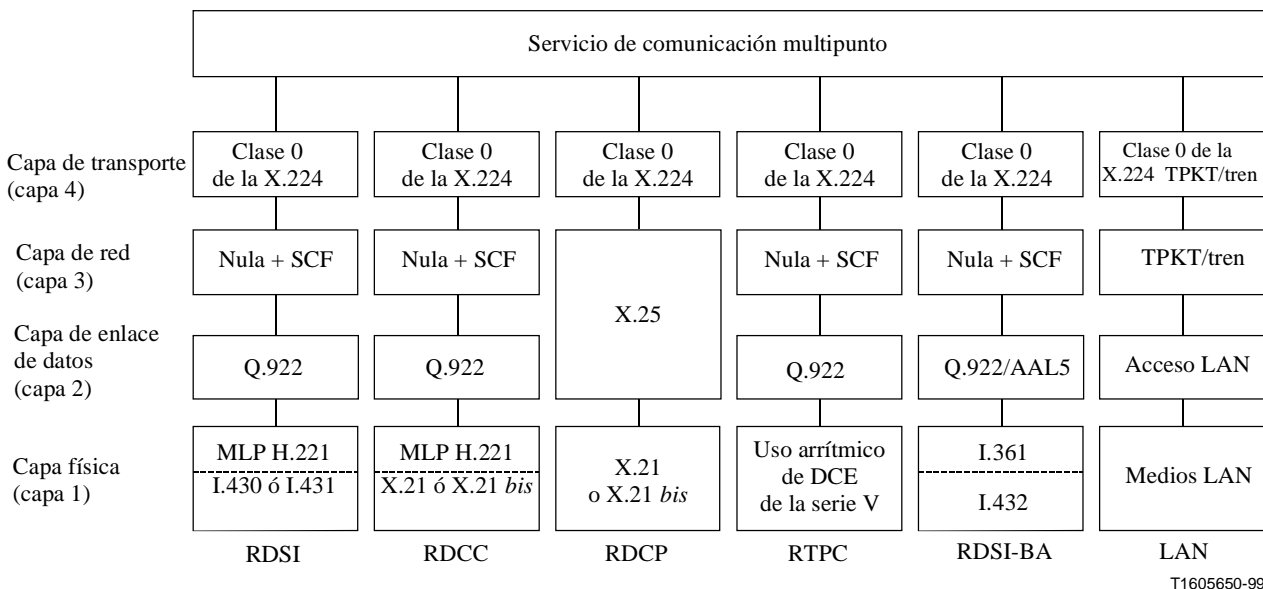 Servicio de comunicación multipunto
Capa de transporte
(capa 4)
Clase 0
de la X.224
Clase 0
de la X.224
Clase 0
de la X.224
Clase 0
de la X.224
Clase 0
de la X.224
Clase 0 de la
X.224 TPKT/tren
Capa de red
(capa 3)
Nula + SCF
Nula + SCF
X.25
Nula + SCF
Nula + SCF
TPKT/tren
Capa de enlace
de datos
(capa 2)
Q.922
Q.922
Q.922
Q.922/AAL5
Acceso LAN
Capa física
(capa 1)
MLP H.221
I.430 ó I.431
MLP H.221
X.21 ó X.21 bis
X.21
o X.21 bis
Uso arrítmico
de DCE
de la serie V
I.361
I.432
Medios LAN
RDSI
RDCC
RDCP
RTPC
RDSI-BA
LAN
T1605650-99